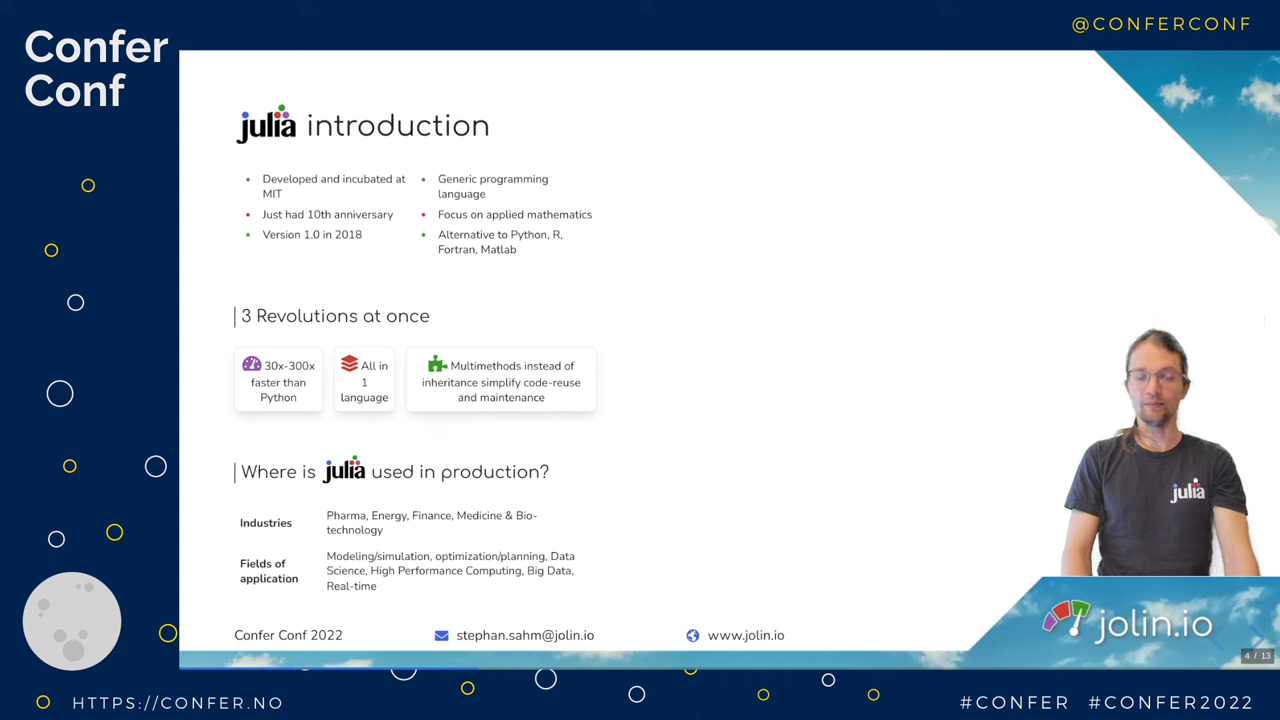 Confer
Conf
@CONFERCONF
julia introduction
Developed and incubated at
MIT
Just had 10th anniversary
Version 1.0 in 2018
Generic programming
language
Focus on applied mathematics
Alternative to Python, R,
Fortran, Matlab
3 Revolutions at once
30x-300x
faster than
Python
All in
1
language
Multimethods instead of
inheritance simplify code-reuse
and maintenance
Where is julia used in production?
Industries
Pharma, Energy, Finance, Medicine & Bio-
technology
Fields of
application
Modeling/simulation, optimization/planning, Data
Science, High Performance Computing, Big Data,
Real-time
julia
Confer Conf 2022
stephan.sahm@jolin.io
www.jolin.io
jolin.io
4 / 13
HTTPS://CONFER.NO
#CONFER #CONFER2022